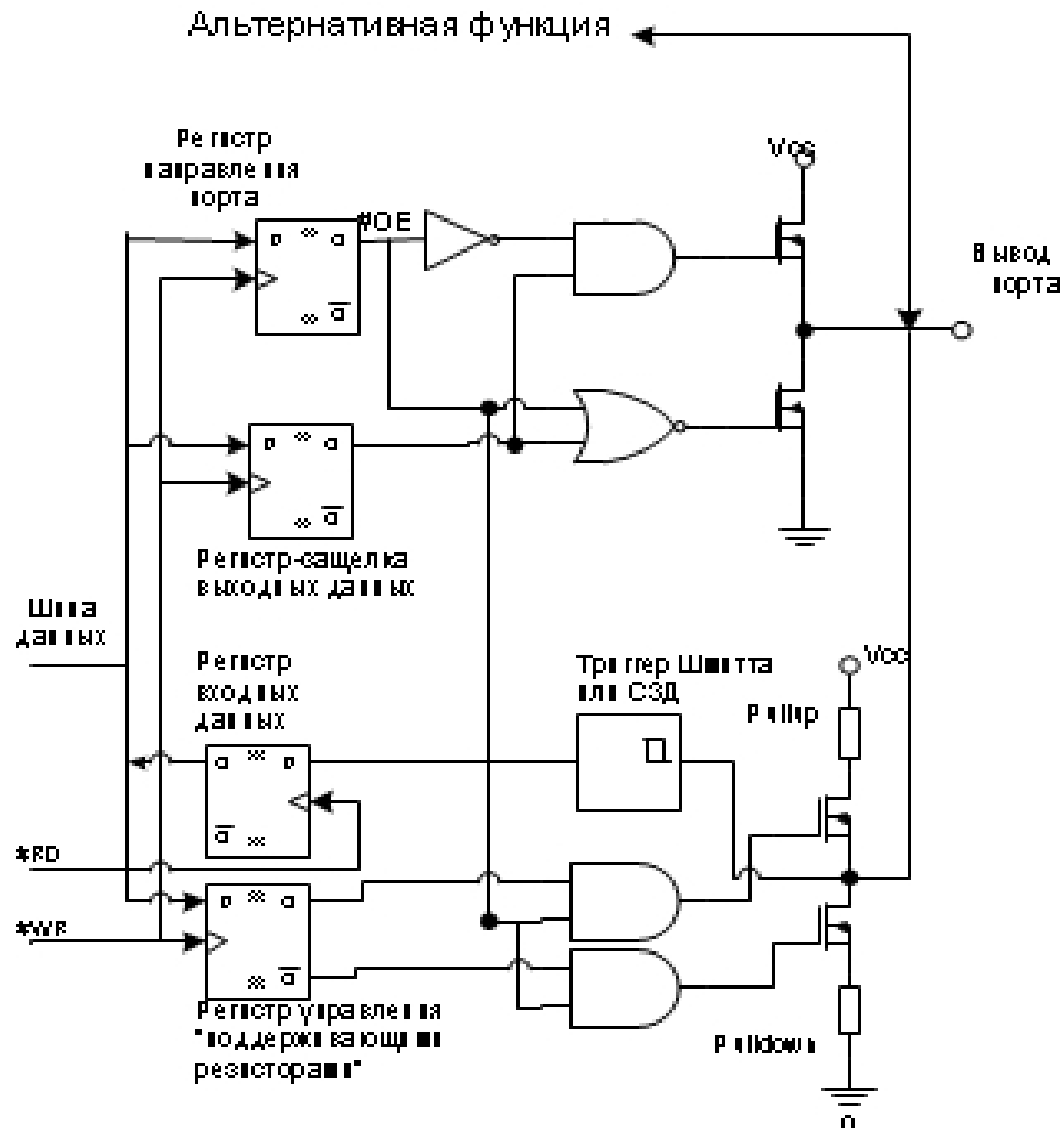 Альтернативная функция
Регистр
направления
порта
Vcc
#OE
D Q
Q
Вывод
порта
D Q
Q
Регистр-защелка
выходных данных
Шина
данных
Регистр
входных
данных
Триггер Шмитта
или СЗД
Vcc
Pullup
Q D
Q
*RD
D Q
*WR
Q
Регистр управления
"поддерживающими
резисторами"
Pulldown
0